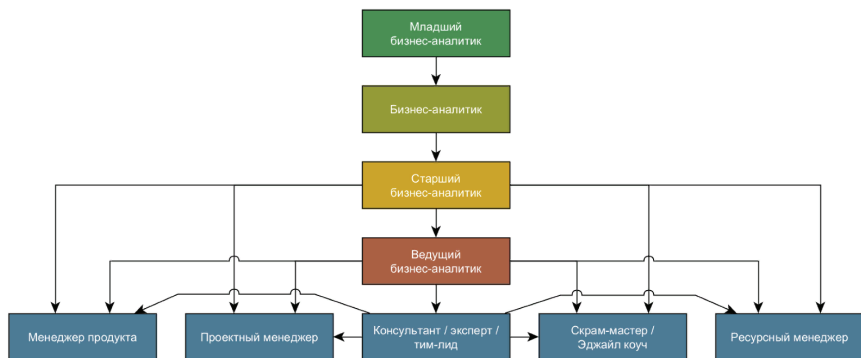 Младший
бизнес-аналитик
Бизнес-аналитик
Старший
бизнес-аналитик
Ведущий
бизнес-аналитик
Менеджер продукта
Проектный менеджер
Консультант / эксперт /
тим-лид
Скрам-мастер /
Эджайл коуч
Ресурсный менеджер